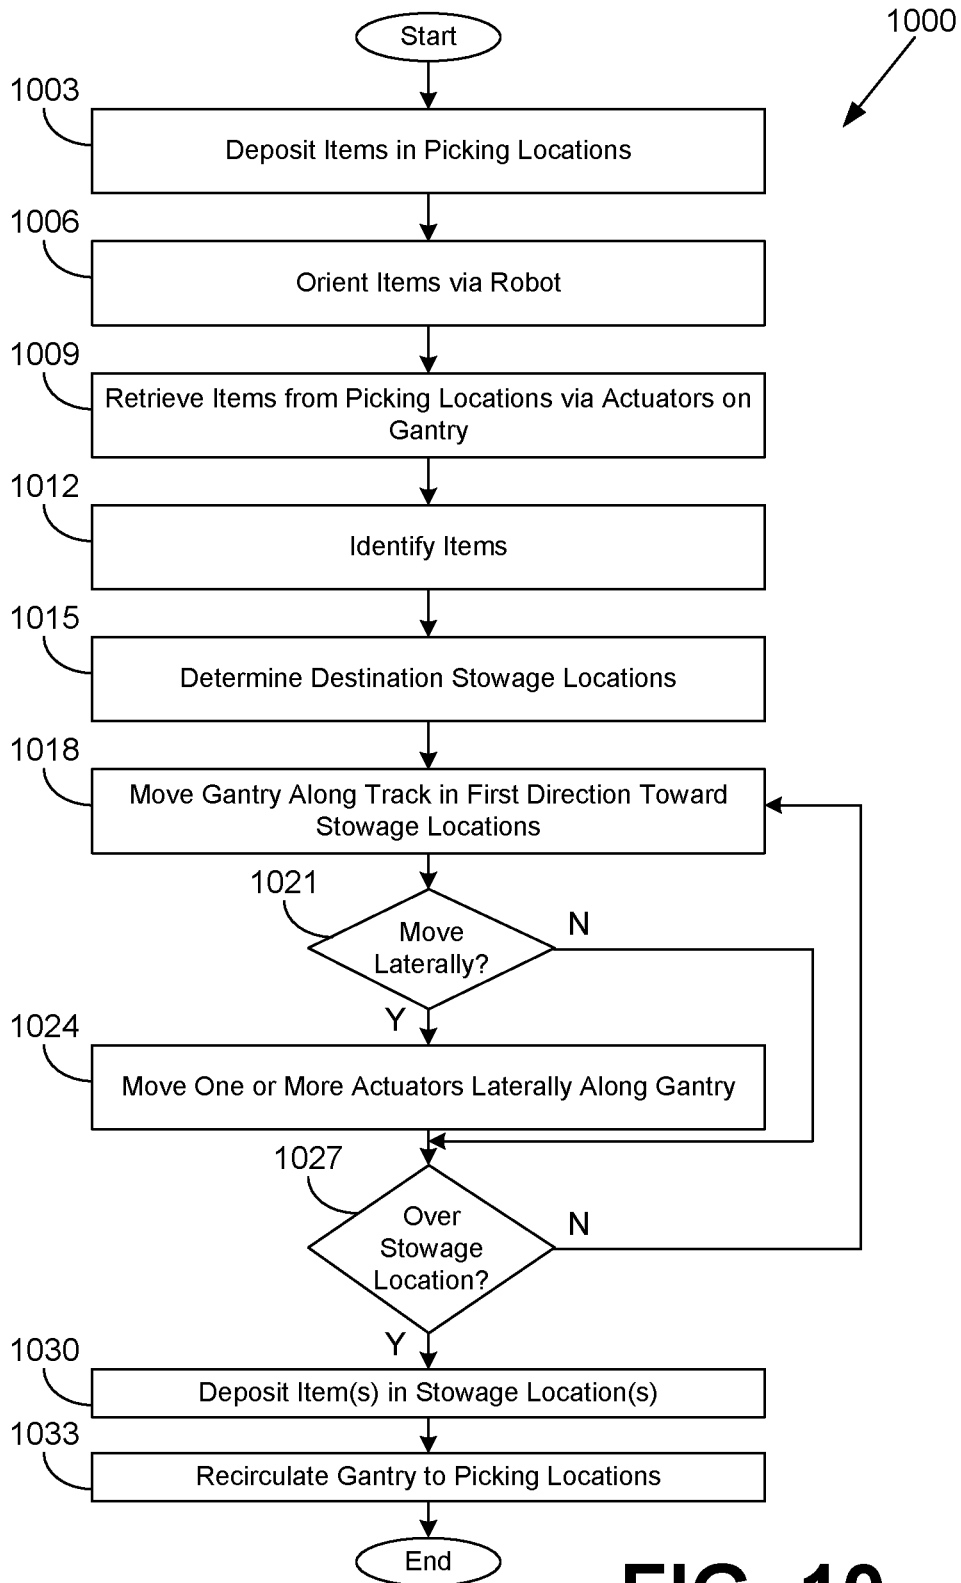 Start
1000
1003
Deposit Items in Picking Locations
1006
Orient Items via Robot
1009
Retrieve Items from Picking Locations via Actuators on
Gantry
1012
Identify Items
1015
Determine Destination Stowage Locations
1018
Move Gantry Along Track in First Direction Toward
Stowage Locations
1021
Move
Laterally?
N
Y
1024
Move One or More Actuators Laterally Along Gantry
1027
Over
Stowage
Location?
N
Y
1030
Deposit Item(s) in Stowage Location(s)
1033
Recirculate Gantry to Picking Locations
End
FIG. 10